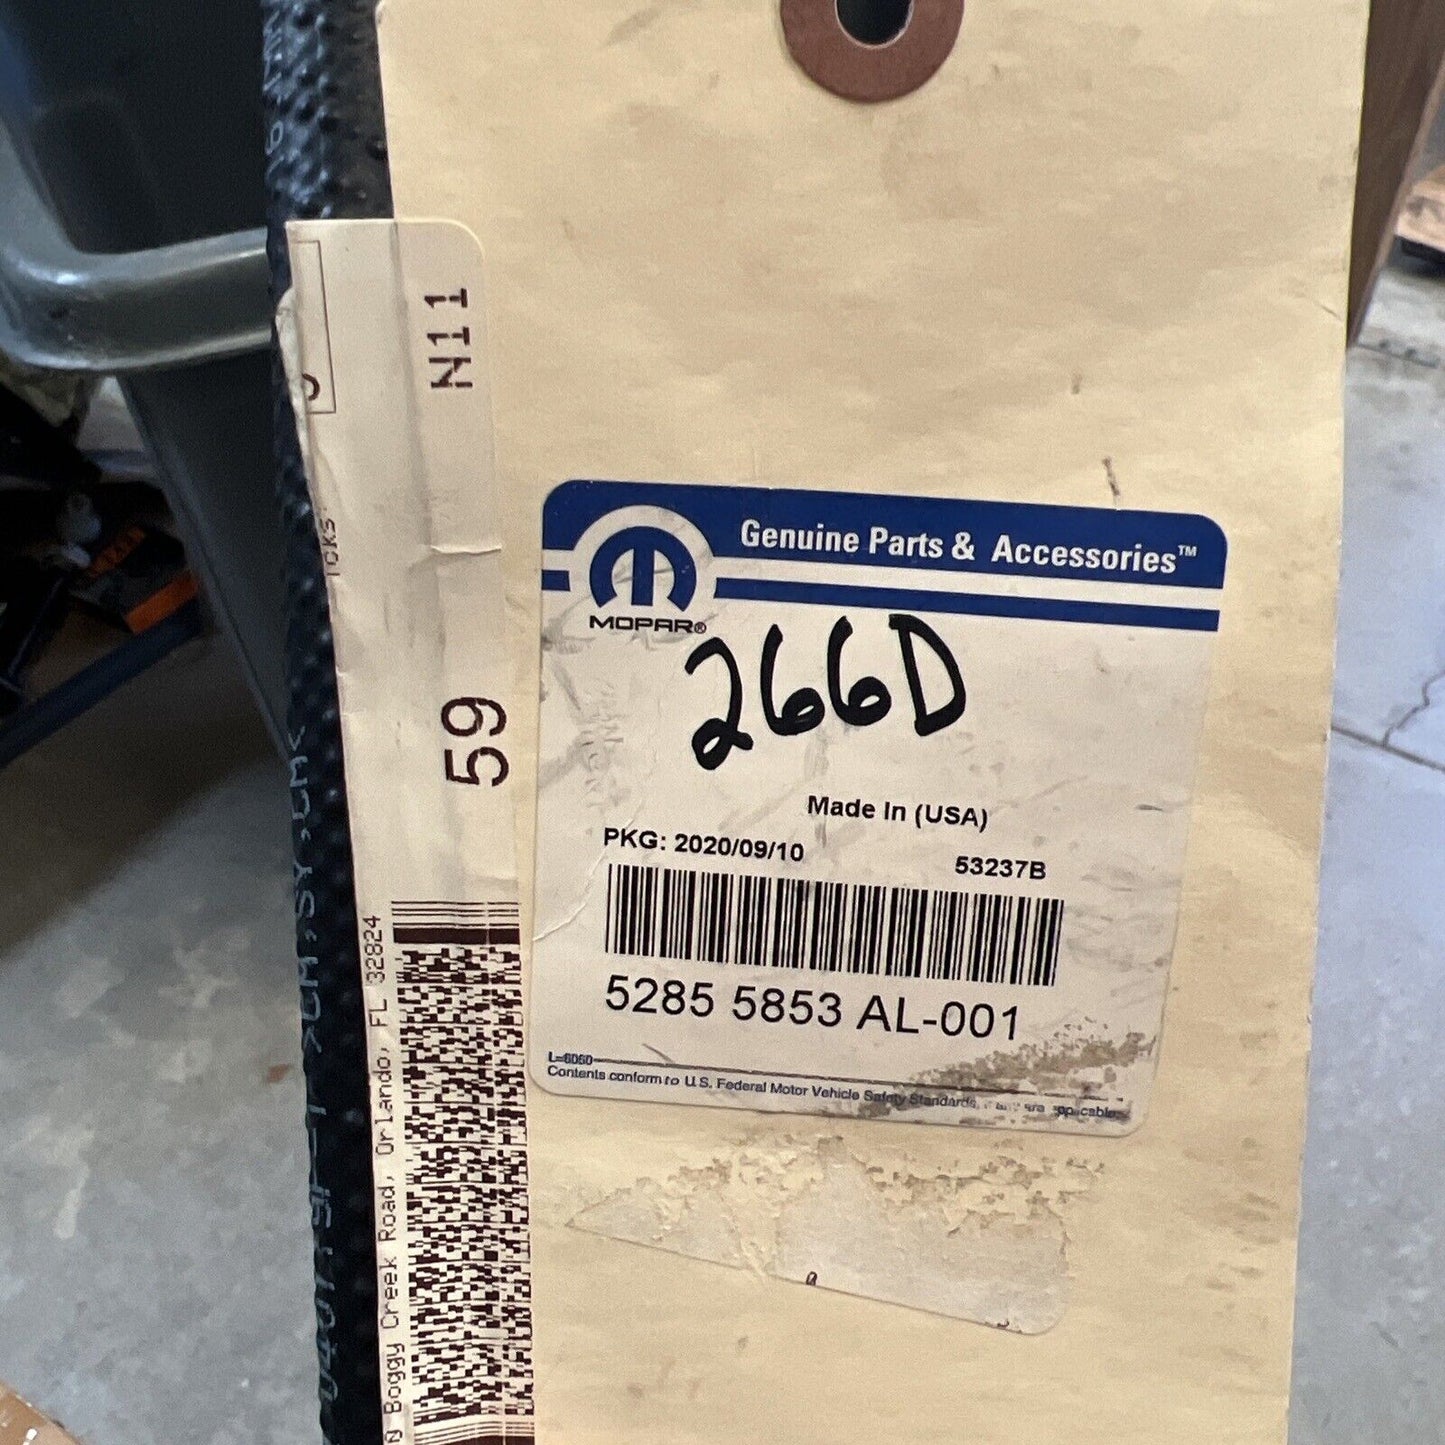 Genuine Parts & Accessories™
MOPAR®
266D
Made In (USA)
PKG: 2020/09/10
53237B
5285 5853 AL-001
L=6060
Contents conform to U.S. Federal Motor Vehicle Safety Standards,
N11
59
Boggy Creek Road, Orlando, FL 32824